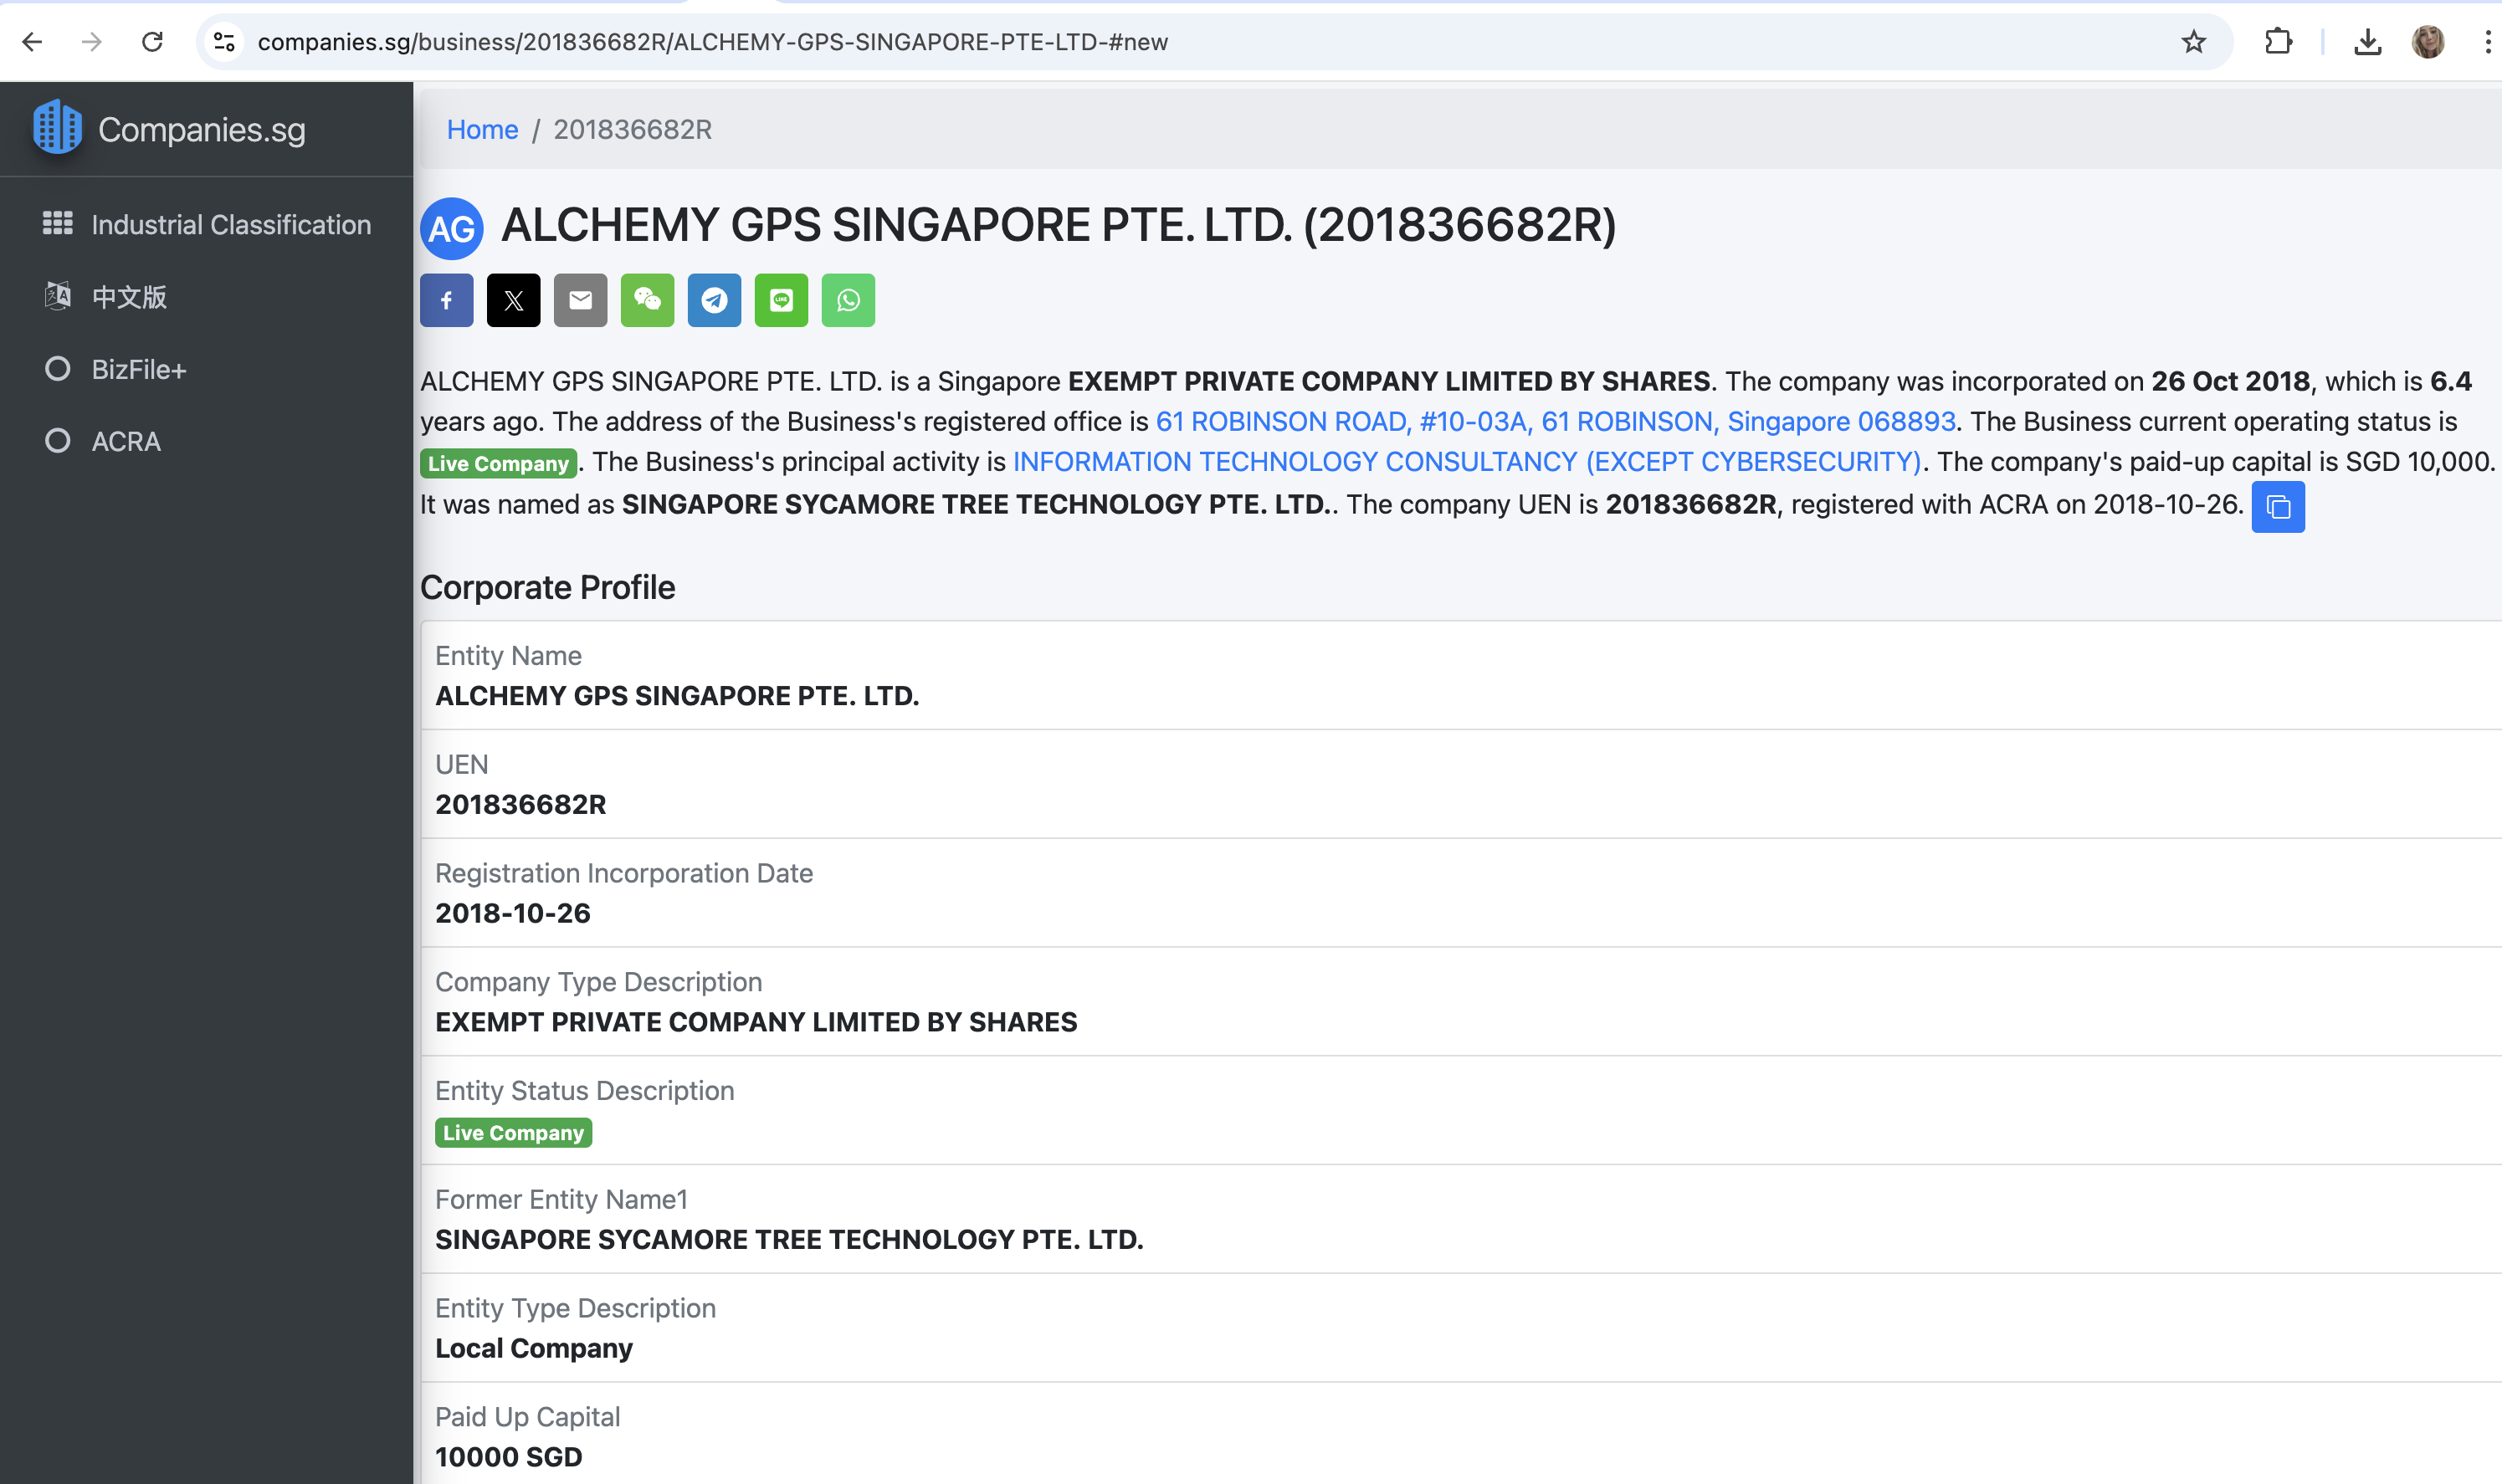 companies.sg/business/201836682R/ALCHEMY-GPS-SINGAPORE-PTE-LTD-#new
Companies.sg
Industrial Classification
中文版
BizFile+
ACRA
Home / 201836682R
AG ALCHEMY GPS SINGAPORE PTE. LTD. (201836682R)
ALCHEMY GPS SINGAPORE PTE. LTD. is a Singapore EXEMPT PRIVATE COMPANY LIMITED BY SHARES. The company was incorporated on 26 Oct 2018, which is 6.4
years ago. The address of the Business's registered office is 61 ROBINSON ROAD, #10-03A, 61 ROBINSON, Singapore 068893. The Business current operating status is
Live Company. The Business's principal activity is INFORMATION TECHNOLOGY CONSULTANCY (EXCEPT CYBERSECURITY). The company's paid-up capital is SGD 10,000.
It was named as SINGAPORE SYCAMORE TREE TECHNOLOGY PTE. LTD.. The company UEN is 201836682R, registered with ACRA on 2018-10-26.
Corporate Profile
Entity Name
ALCHEMY GPS SINGAPORE PTE. LTD.
UEN
201836682R
Registration Incorporation Date
2018-10-26
Company Type Description
EXEMPT PRIVATE COMPANY LIMITED BY SHARES
Entity Status Description
Live Company
Former Entity Name1
SINGAPORE SYCAMORE TREE TECHNOLOGY PTE. LTD.
Entity Type Description
Local Company
Paid Up Capital
10000 SGD